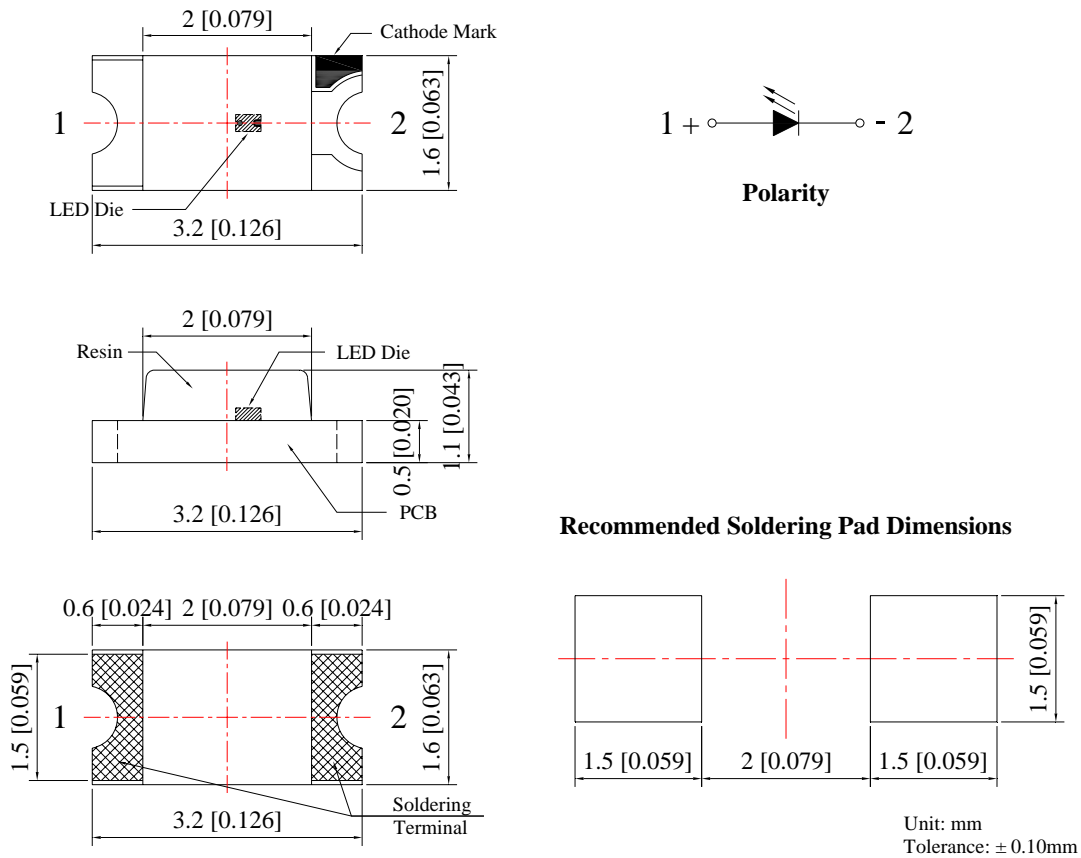 2 [0.079]
Cathode Mark
1
2
1.6 [0.063]
LED Die
3.2 [0.126]
1 +
- 2
Polarity
2 [0.079]
Resin
LED Die
0.5 [0.020]
1.1 [0.043]
PCB
3.2 [0.126]
Recommended Soldering Pad Dimensions
0.6 [0.024]
2 [0.079]
0.6 [0.024]
1.5 [0.059]
1
2
1.6 [0.063]
Soldering
Terminal
3.2 [0.126]
1.5 [0.059]
1.5 [0.059]
2 [0.079]
1.5 [0.059]
Unit: mm
Tolerance: ± 0.10mm